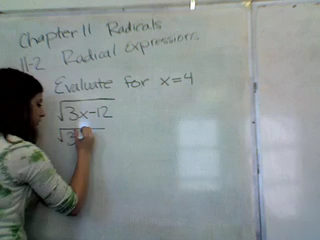 Chapter 11 Radicals
11-2 Radical expressions
Evaluate for x=4
√3x-12
√3